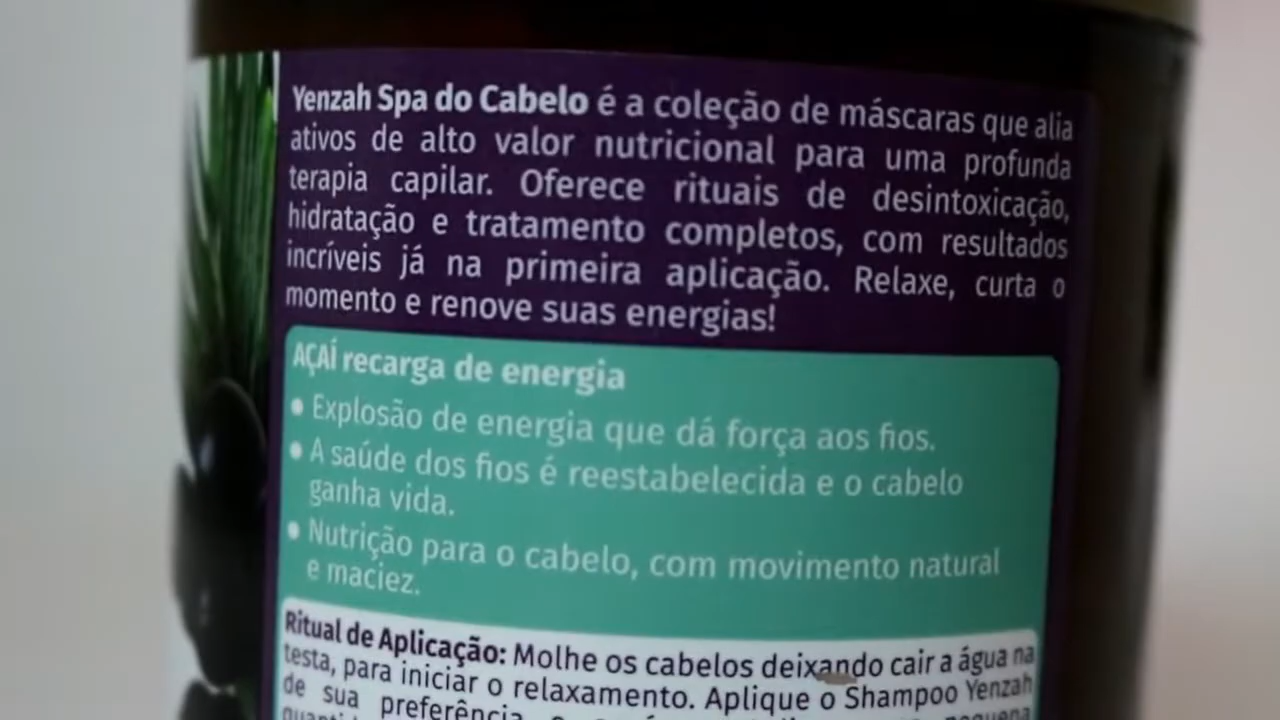 Yenzah Spa do Cabelo é a coleção de máscaras que alia
ativos de alto valor nutricional para uma profunda
terapia capilar. Oferece rituais de desintoxicação,
hidratação e tratamento completos, com resultados
incríveis já na primeira aplicação. Relaxe, curta o
momento e renove suas energias!
AÇAÍ recarga de energia
• Explosão de energia que dá força aos fios.
• A saúde dos fios é reestabelecida e o cabelo
ganha vida.
• Nutrição para o cabelo, com movimento natural
e maciez.
Ritual de Aplicação: Molhe os cabelos deixando cair a água na
testa, para iniciar o relaxamento. Aplique o Shampoo Yenzah
de sua preferência